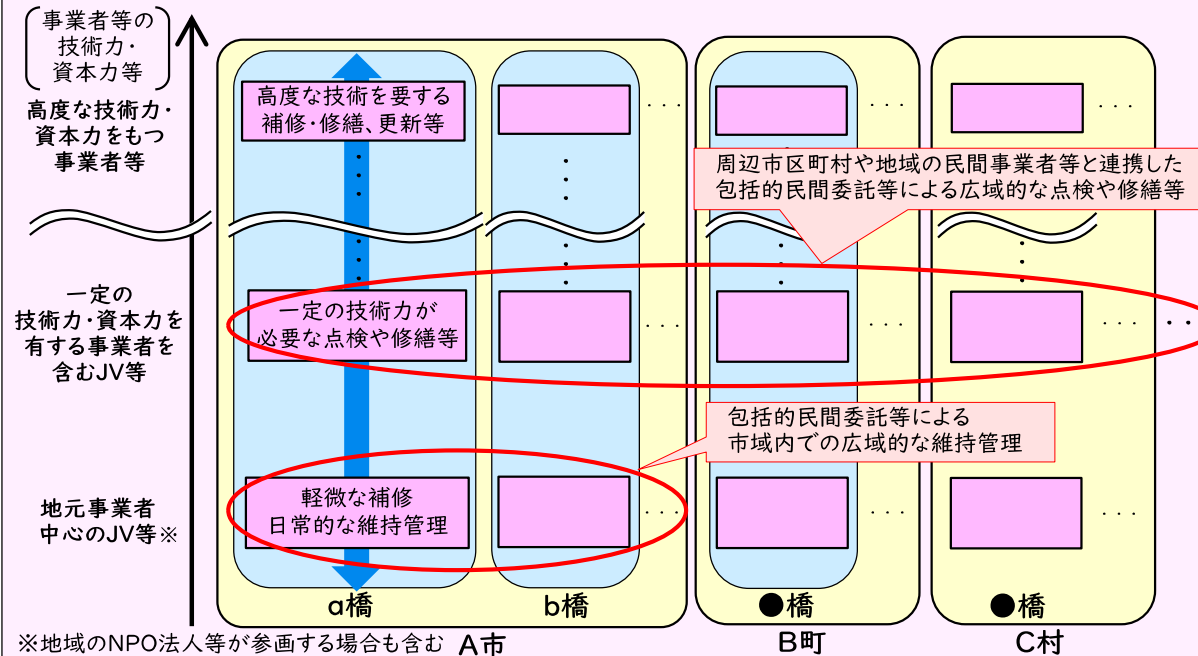 事業者等の
技術力・
資本力等
高度な技術力・
資本力をもつ
事業者等
一定の
技術力・資本力を
有する事業者を
含むJV等
地元事業者
中心のJV等※
高度な技術を要する
補修・修繕、更新等
周辺市区町村や地域の民間事業者等と連携した
包括的民間委託等による広域的な点検や修繕等
一定の技術力が
必要な点検や修繕等
包括的民間委託等による
市域内での広域的な維持管理
軽微な補修
日常的な維持管理
a橋
b橋
●橋
●橋
※地域のNPO法人等が参画する場合も含む
A市
B町
C村